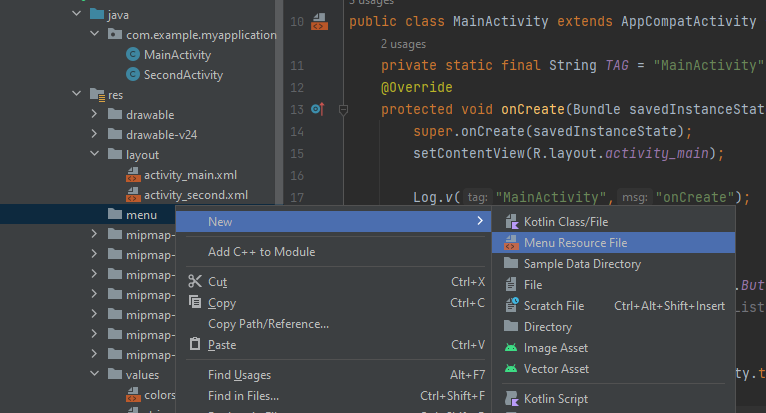 java
com.example.myapplication
MainActivity
SecondActivity
res
drawable
drawable-v24
layout
activity_main.xml
activity_second.xml
menu
mipmap-
mipmap-
mipmap-
mipmap-
mipmap-
mipmap-
values
colors
10 public class MainActivity extends AppCompatActivity
2 usages
11 private static final String TAG = "MainActivity"
12 @Override
13 protected void onCreate(Bundle savedInstanceStat
14 super.onCreate(savedInstanceState);
15 setContentView(R.layout.activity_main);
17 Log.v( tag: "MainActivity", msg: "onCreate");
.But
List
ty.t
New
Add C++ to Module
Cut Ctrl+X
Copy Ctrl+C
Copy Path/Reference...
Paste Ctrl+V
Find Usages Alt+F7
Find in Files... Ctrl+Shift+F
Kotlin Class/File
Menu Resource File
Sample Data Directory
File
Scratch File Ctrl+Alt+Shift+Insert
Directory
Image Asset
Vector Asset
Kotlin Script